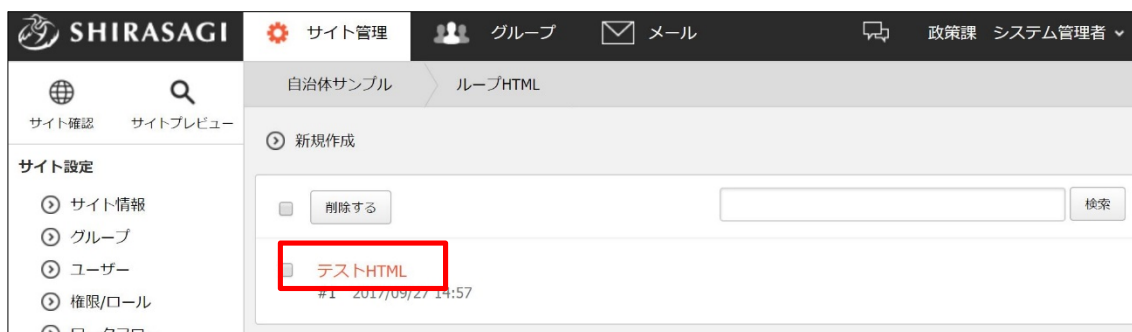 SHIRASAGI
サイト管理
グループ
メール
政策課 システム管理者
サイト確認 サイトプレビュー
サイト設定
サイト情報
グループ
ユーザー
権限/ロール
自治体サンプル ループHTML
新規作成
削除する
検索
テストHTML
#1 2017/09/27 14:57